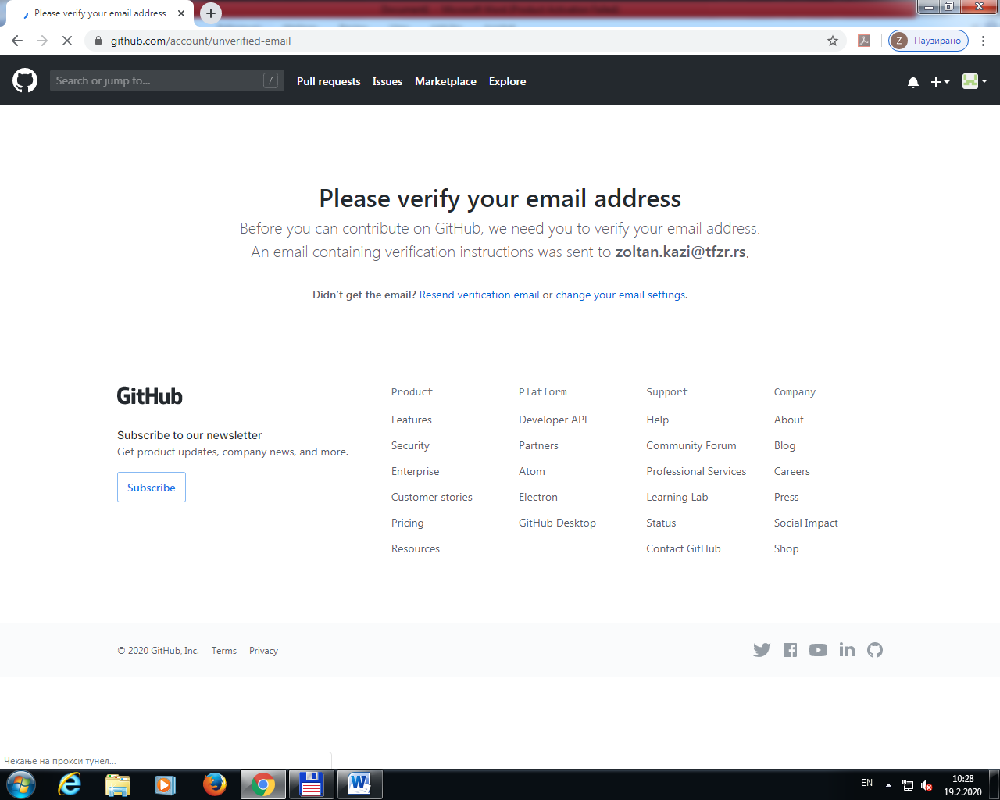 Please verify your email address
github.com/account/unverified-email
Z Паузирано
Search or jump to... / Pull requests Issues Marketplace Explore
Please verify your email address
Before you can contribute on GitHub, we need you to verify your email address.
An email containing verification instructions was sent to zoltan.kazi@tfzr.rs.
Didn’t get the email? Resend verification email or change your email settings.
GitHub
Subscribe to our newsletter
Get product updates, company news, and more.
Subscribe
Product
Features
Security
Enterprise
Customer stories
Pricing
Resources
Platform
Developer API
Partners
Atom
Electron
GitHub Desktop
Support
Help
Community Forum
Professional Services
Learning Lab
Status
Contact GitHub
Company
About
Blog
Careers
Press
Social Impact
Shop
© 2020 GitHub, Inc. Terms Privacy
Чекање на прокси тунел...
EN
10:28
19.2.2020